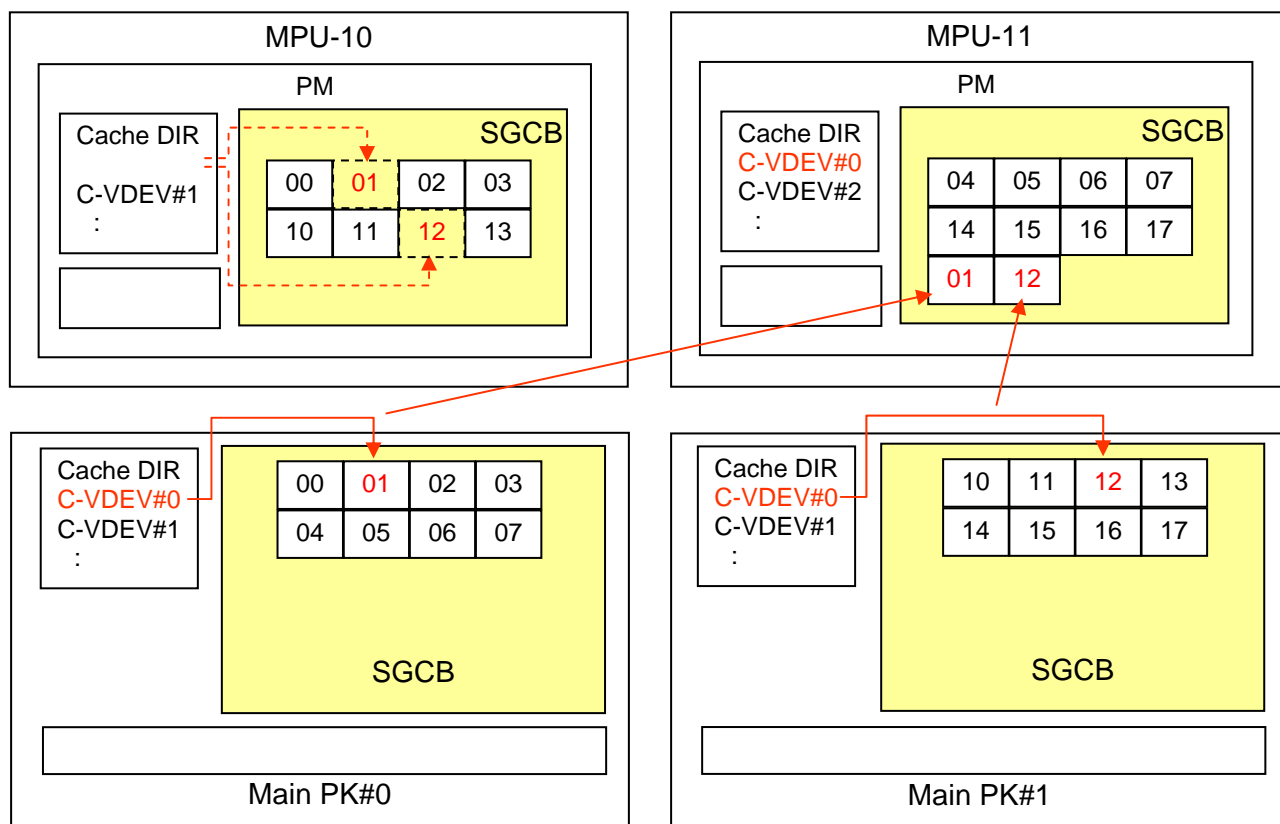 MPU-10
PM
Cache DIR
C-VDEV#1
:
SGCB
00 01 02 03
10 11 12 13
MPU-11
PM
Cache DIR
C-VDEV#0
C-VDEV#2
:
SGCB
04 05 06 07
14 15 16 17
01 12
Cache DIR
C-VDEV#0
C-VDEV#1
:
00 01 02 03
04 05 06 07
SGCB
Main PK#0
Cache DIR
C-VDEV#0
C-VDEV#1
:
10 11 12 13
14 15 16 17
SGCB
Main PK#1